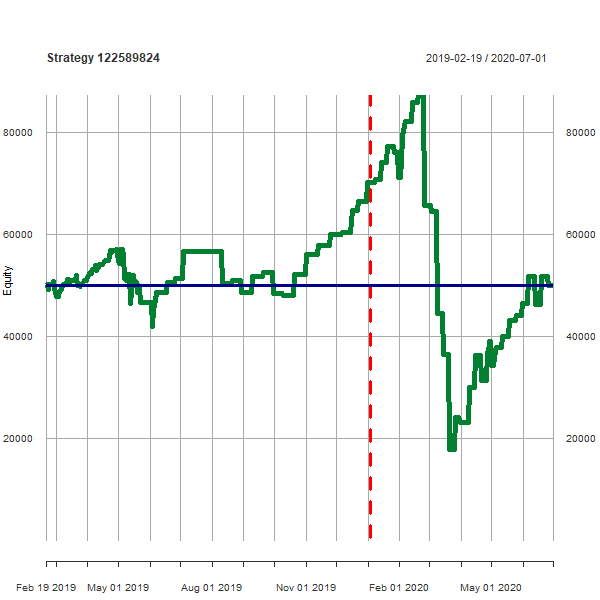 Strategy 122589824
2019-02-19 / 2020-07-01
80000
80000
60000
60000
Equity
40000
40000
20000
20000
Feb 19 2019
May 01 2019
Aug 01 2019
Nov 01 2019
Feb 01 2020
May 01 2020